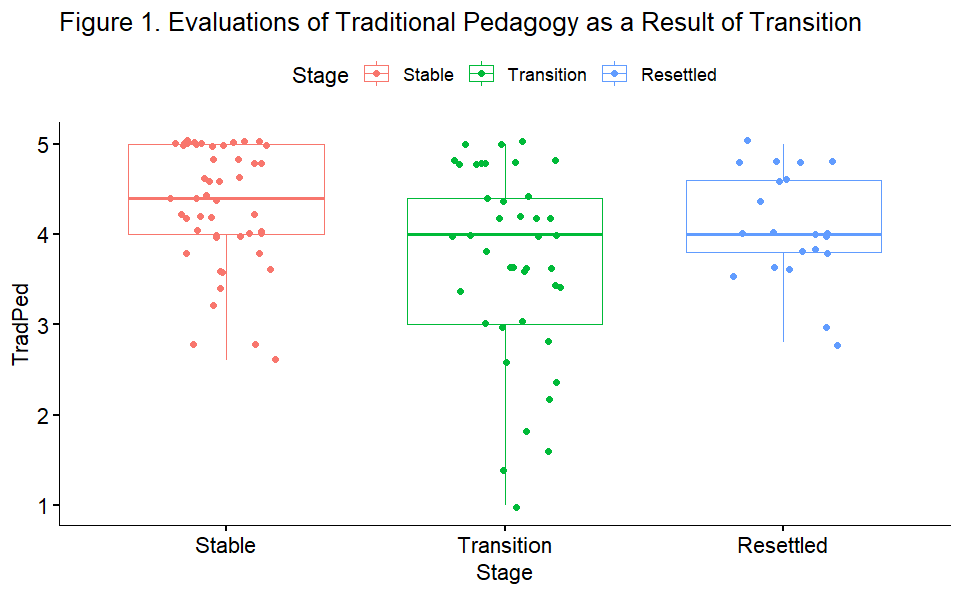 Figure 1. Evaluations of Traditional Pedagogy as a Result of Transition
Stage Stable Transition Resettled
5
4
3
2
1
TradPed
Stable Transition Resettled
Stage